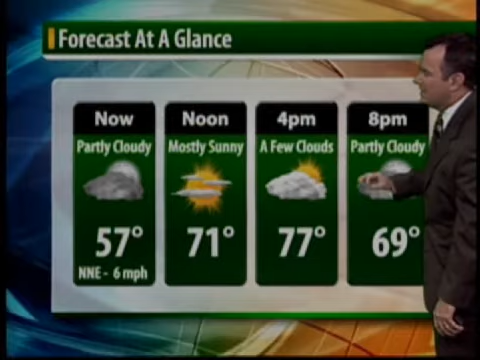 Forecast At A Glance
Now
Partly Cloudy
57°
NNE - 6 mph
Noon
Mostly Sunny
71°
4pm
A Few Clouds
77°
8pm
Partly Cloudy
69°